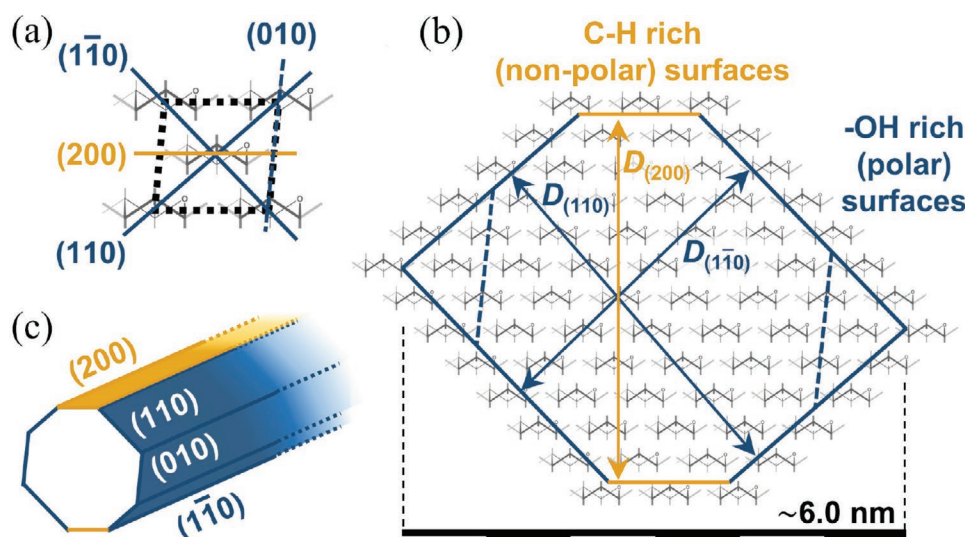 (a)
(11̅0)
(010)
(200)
(110)
(b)
C-H rich
(non-polar) surfaces
-OH rich
(polar)
surfaces
D(200)
D(110)
D(11̅0)
~6.0 nm
(c)
(200)
(110)
(010)
(11̅0)